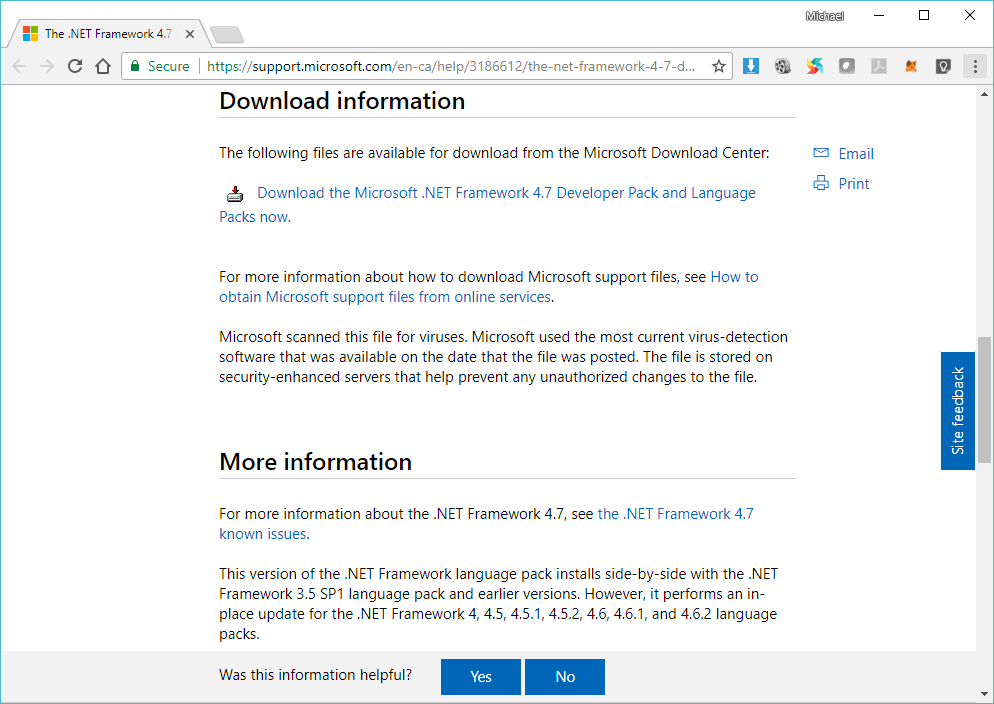 Michael
The .NET Framework 4.7
Secure
https://support.microsoft.com/en-ca/help/3186612/the-net-framework-4-7-d...
Download information
The following files are available for download from the Microsoft Download Center:
Email
Print
Download the Microsoft .NET Framework 4.7 Developer Pack and Language
Packs now.
For more information about how to download Microsoft support files, see How to
obtain Microsoft support files from online services.
Microsoft scanned this file for viruses. Microsoft used the most current virus-detection
software that was available on the date that the file was posted. The file is stored on
security-enhanced servers that help prevent any unauthorized changes to the file.
Site feedback
More information
For more information about the .NET Framework 4.7, see the .NET Framework 4.7
known issues.
This version of the .NET Framework language pack installs side-by-side with the .NET
Framework 3.5 SP1 language pack and earlier versions. However, it performs an in-
place update for the .NET Framework 4, 4.5, 4.5.1, 4.5.2, 4.6, 4.6.1, and 4.6.2 language
packs.
Was this information helpful?
Yes
No